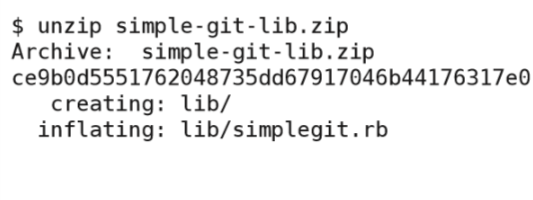 $ unzip simple-git-lib.zip
Archive:  simple-git-lib.zip
ce9b0d5551762048735dd67917046b44176317e0
   creating: lib/
  inflating: lib/simplegit.rb